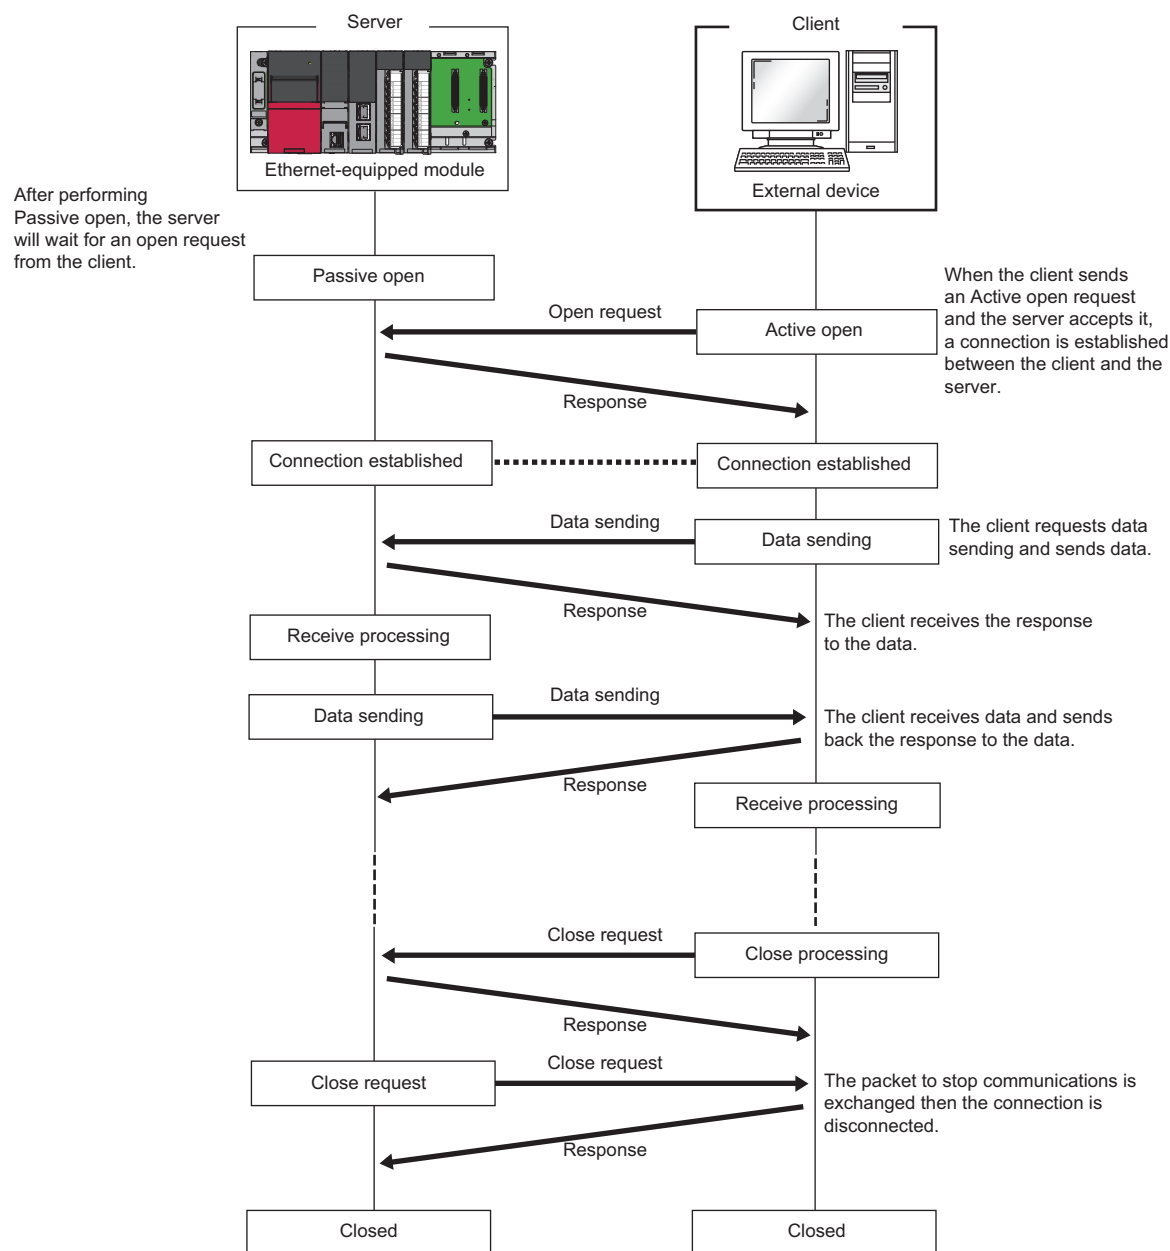 Server
Client
Ethernet-equipped module
External device
After performing
Passive open, the server
will wait for an open request
from the client.
Passive open
When the client sends
an Active open request
and the server accepts it,
a connection is established
between the client and the
server.
Open request
Active open
Response
Connection established
Connection established
Data sending
Data sending
The client requests data
sending and sends data.
Response
The client receives the response
to the data.
Receive processing
Data sending
Data sending
The client receives data and sends
back the response to the data.
Response
Receive processing
Close request
Close processing
Response
Close request
Close request
The packet to stop communications is
exchanged then the connection is
disconnected.
Response
Closed
Closed